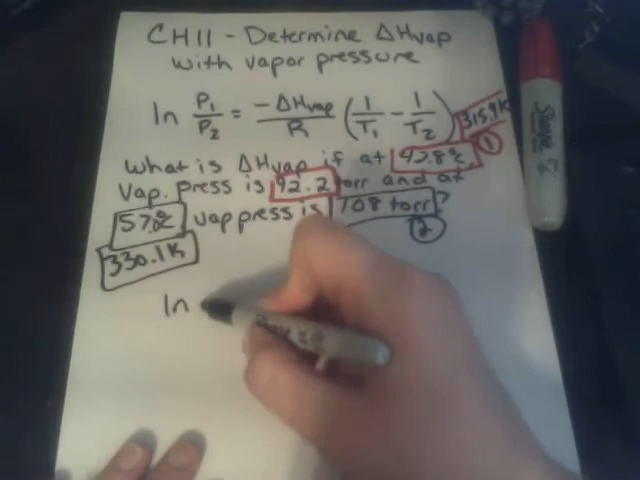 CH11 - Determine ΔHvap
with vapor pressure
ln P1/P2 = -ΔHvap/R (1/T1 - 1/T2) 315.9K
What is ΔHvap if at 42.8°C, 1
Vap. press is 92.2 torr and at
57.0°C vap press is 108 torr? 2
330.1K
ln
Sharpie